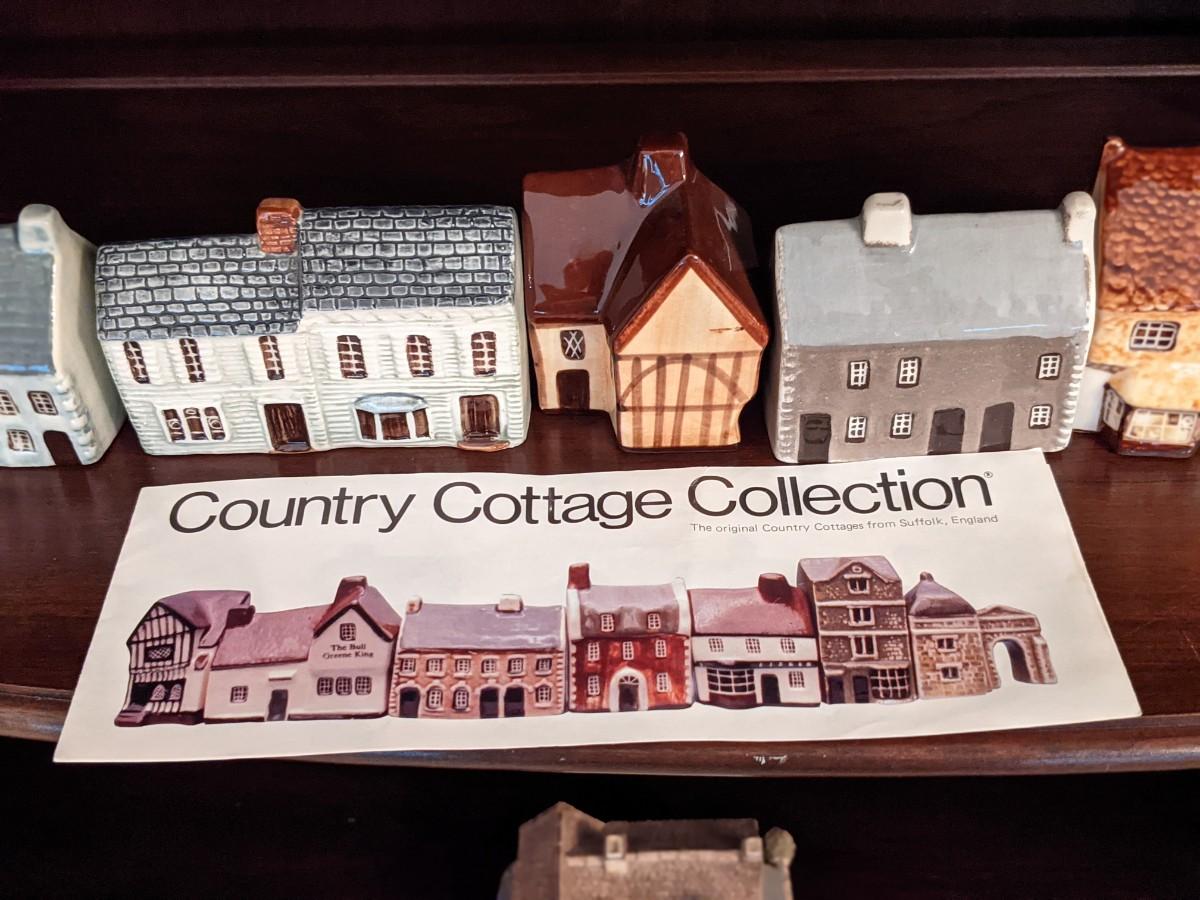 Country Cottage Collection®
The original Country Cottages from Suffolk, England
The Bull
Greene King